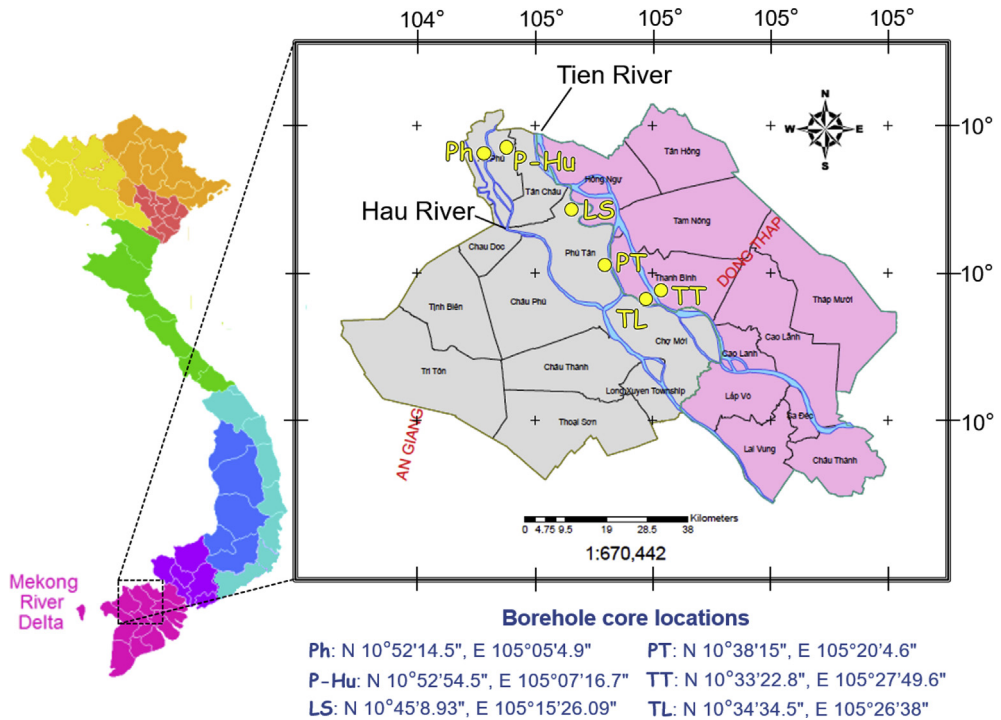 104° 105° 105° 105° 105°
Tien River
N
W E
S
10°
Ph
Phú
P-Hu
Tân Hồng
Hồng Ngự
Tân Châu
LS
Hau River
Tam Nông
DONG THAP
Chau Doc
Phú Tân
PT
10°
Thanh Bình
TT
Tịnh Biên
Châu Phú
TL
Tháp Mười
Chợ Mới
Cao Lãnh
Cao Lanh
Tri Tôn
Châu Thành
Long Xuyen Township
Lấp Vò
Sa Đéc
AN GIANG
Thoại Sơn
10°
Lai Vung
Châu Thành
Kilometers
0 4.75 9.5 19 28.5 38
1:670,442
Mekong
River
Delta
Borehole core locations
Ph: N 10°52'14.5", E 105°05'4.9"
P-Hu: N 10°52'54.5", E 105°07'16.7"
LS: N 10°45'8.93", E 105°15'26.09"
PT: N 10°38'15", E 105°20'4.6"
TT: N 10°33'22.8", E 105°27'49.6"
TL: N 10°34'34.5", E 105°26'38"